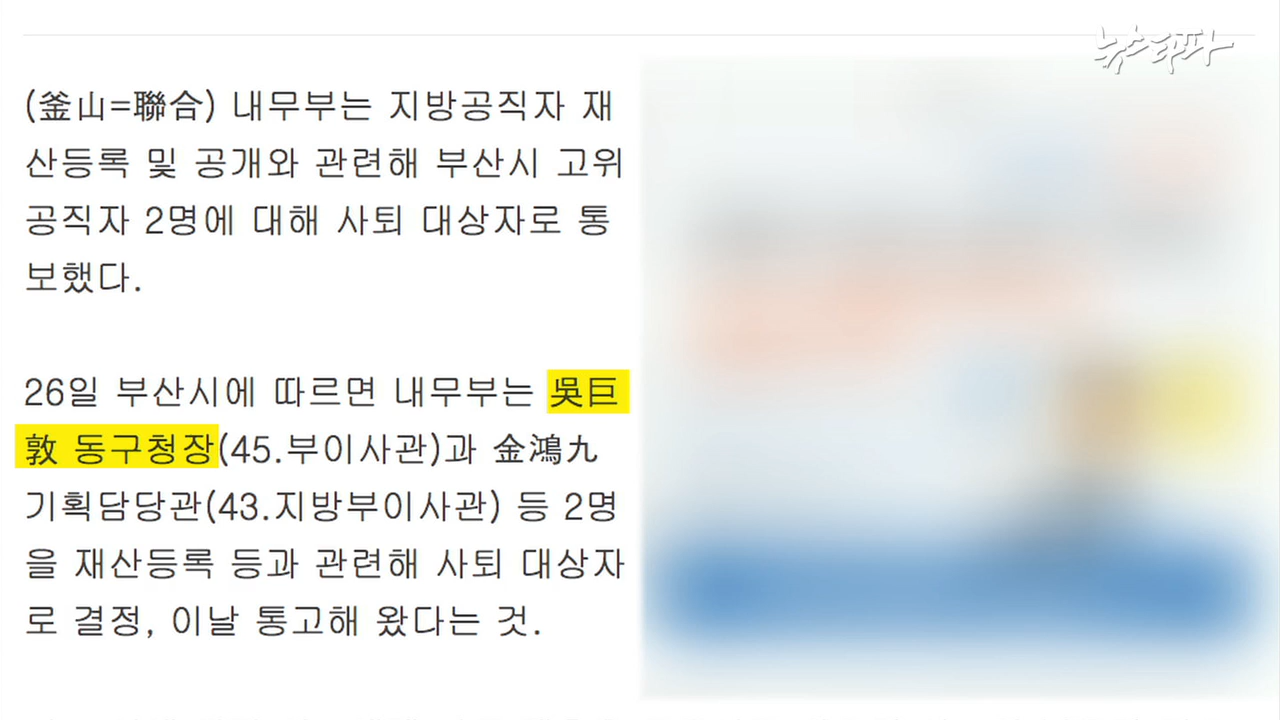 뉴스타파
(釜山=聯合) 내무부는 지방공직자 재
산등록 및 공개와 관련해 부산시 고위
공직자 2명에 대해 사퇴 대상자로 통
보했다.
26일 부산시에 따르면 내무부는 吳巨
敦 동구청장(45.부이사관)과 金鴻九
기획담당관(43.지방부이사관) 등 2명
을 재산등록 등과 관련해 사퇴 대상자
로 결정, 이날 통고해 왔다는 것.